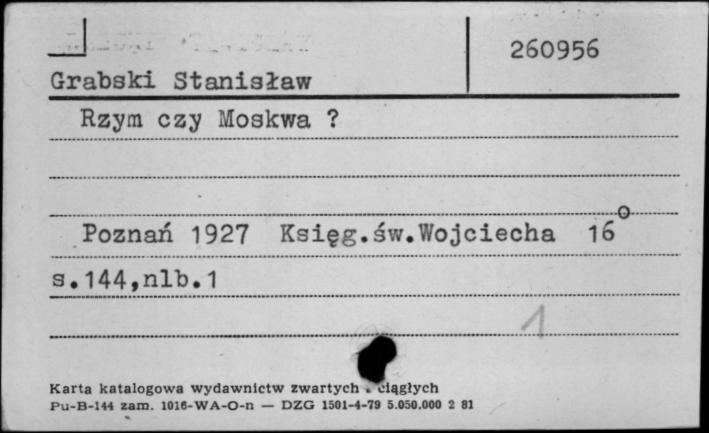 260956
Grabski Stanisław
Rzym czy Moskwa ?
Poznań 1927 Księg.św.Wojciecha 16°
s.144,nlb.1
1
Karta katalogowa wydawnictw zwartych ciągłych
Pu-B-144 zam. 1016-WA-O-n — DZG 1501-4-79 5.050.000 2 81